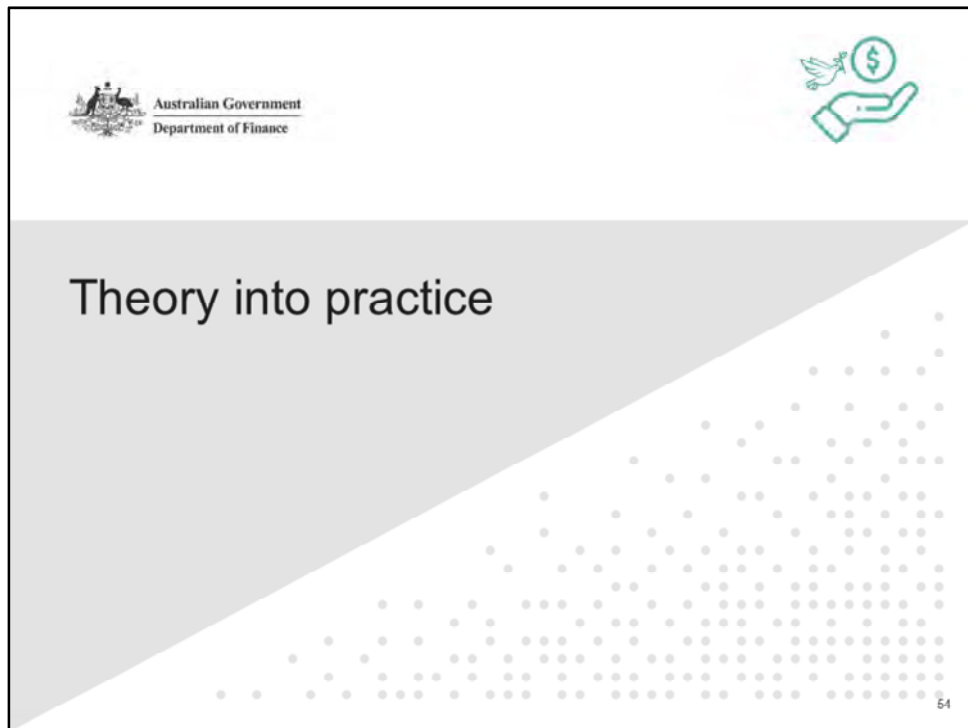 Australian Government
Department of Finance
$
Theory into practice
54